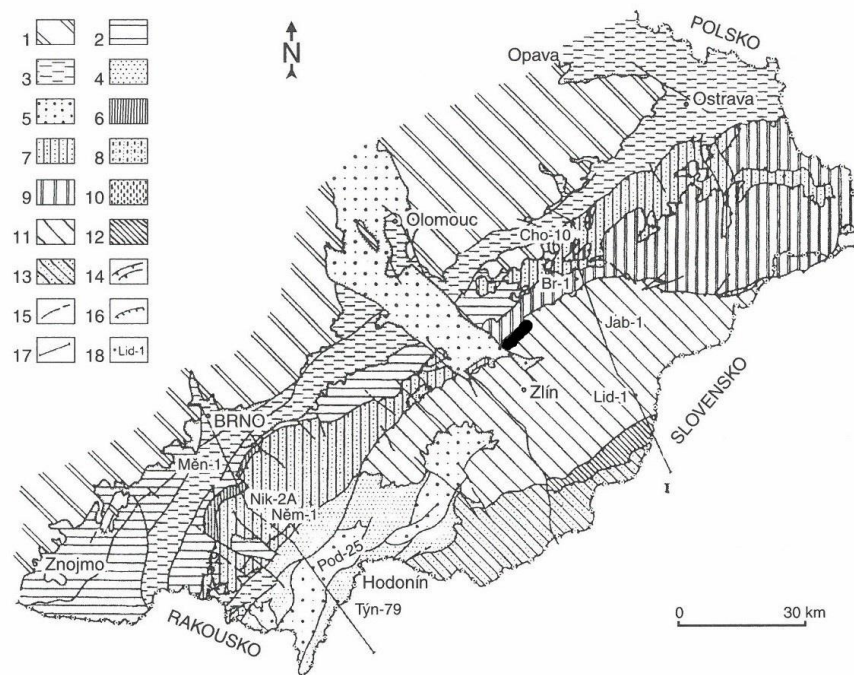 1 2
3 4
5 6
7 8
9 10
11 12
13 14
15 16
17 18 Lid-1
N
POLSKO
Opava
Ostrava
Olomouc
Cho-10
Br-1
Jab-1
Zlín
Lid-1
SLOVENSKO
BRNO
Měn-1
Nik-2A
Něm-1
I
Pod-25
Znojmo
Hodonín
Týn-79
RAKOUSKO
0 30 km